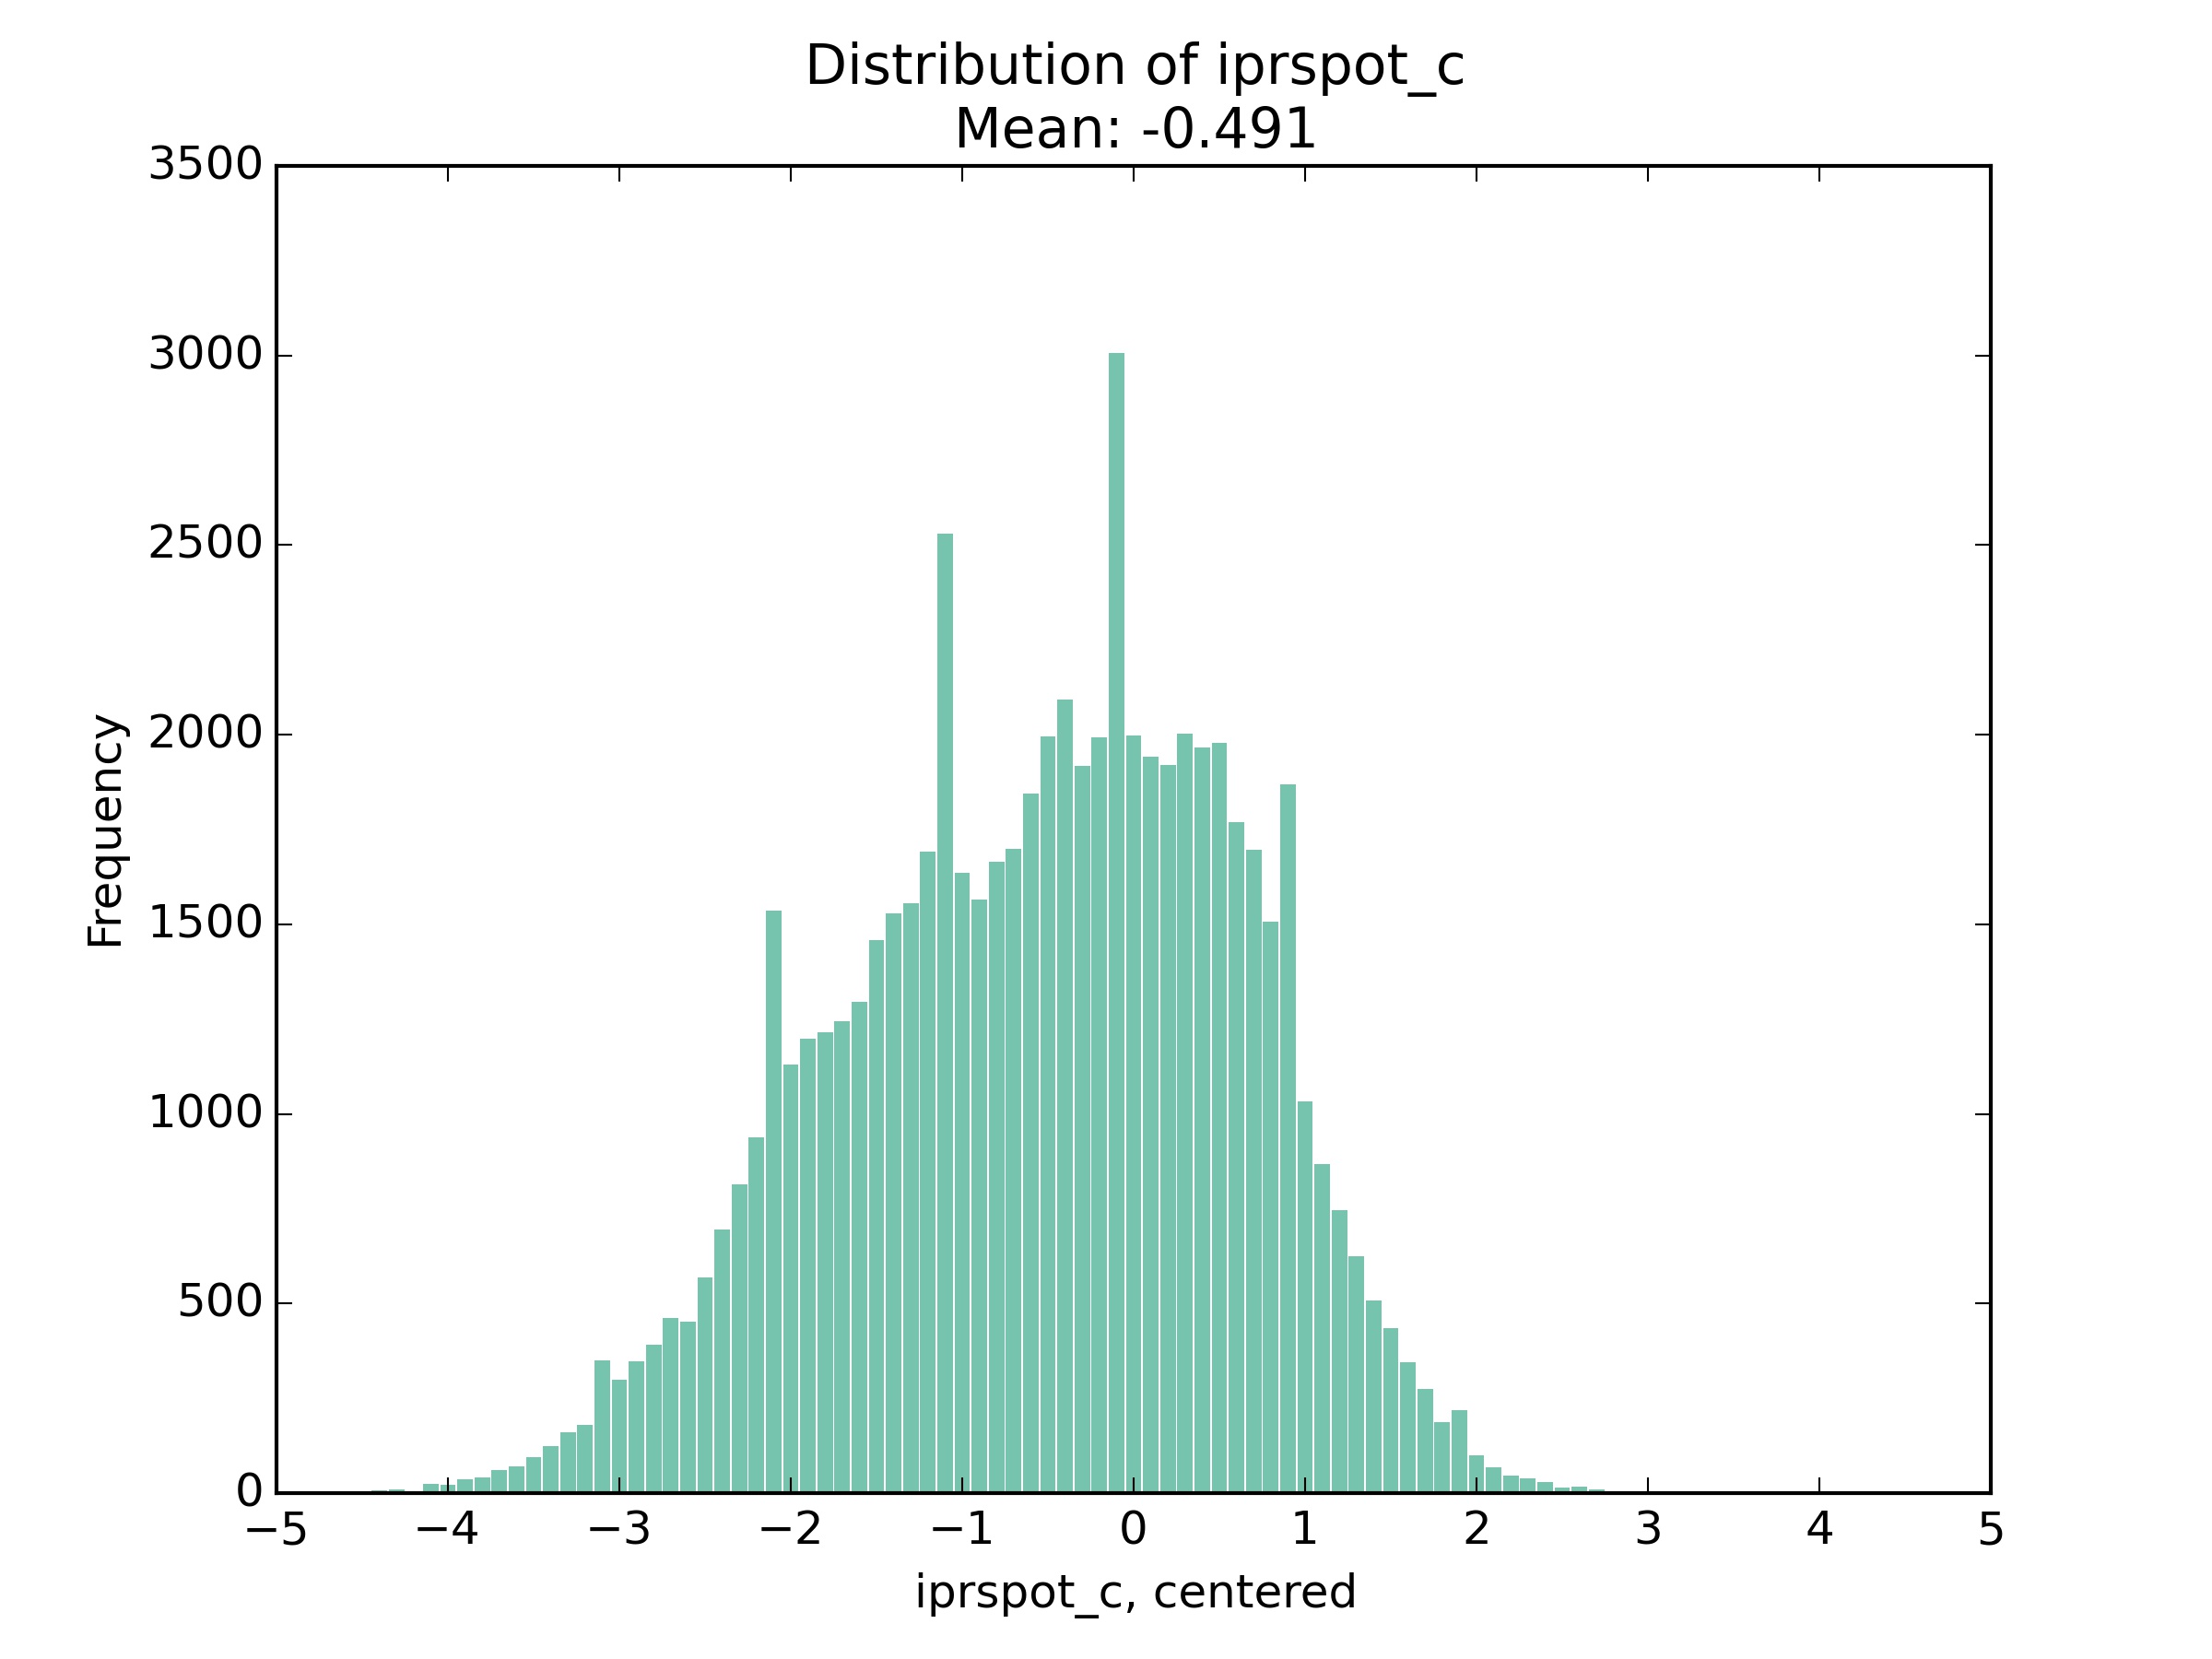 Distribution of iprspot_c
Mean: -0.491
3500
3000
2500
2000
1500
1000
500
0
Frequency
−5 −4 −3 −2 −1 0 1 2 3 4 5
iprspot_c, centered